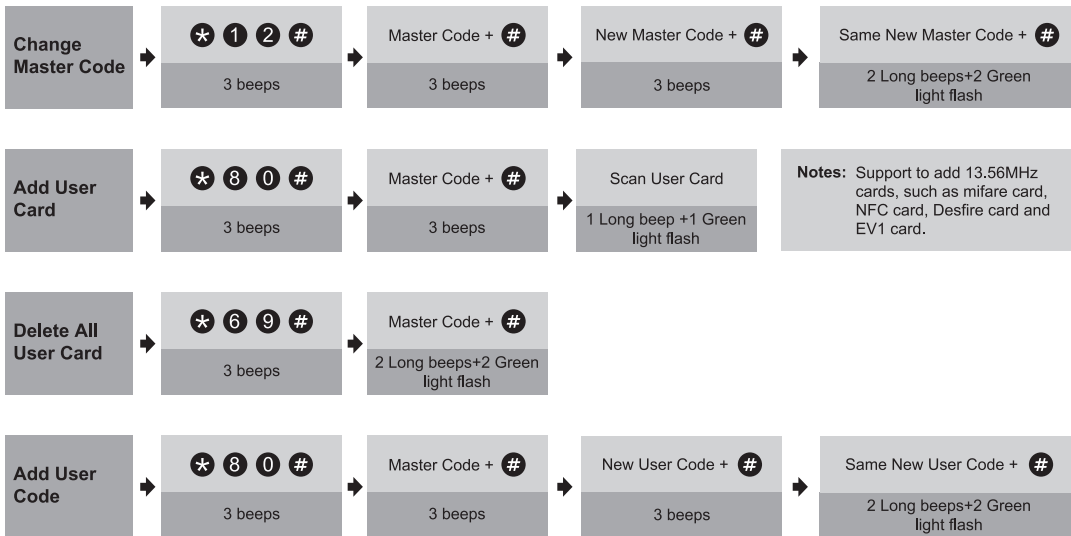 Change
Master Code
* 1 2 #
3 beeps
Master Code + #
3 beeps
New Master Code + #
3 beeps
Same New Master Code + #
2 Long beeps+2 Green
light flash
Add User
Card
* 8 0 #
3 beeps
Master Code + #
3 beeps
Scan User Card
1 Long beep +1 Green
light flash
Notes: Support to add 13.56MHz
cards, such as mifare card,
NFC card, Desfire card and
EV1 card.
Delete All
User Card
* 6 9 #
3 beeps
Master Code + #
2 Long beeps+2 Green
light flash
Add User
Code
* 8 0 #
3 beeps
Master Code + #
3 beeps
New User Code + #
3 beeps
Same New User Code + #
2 Long beeps+2 Green
light flash